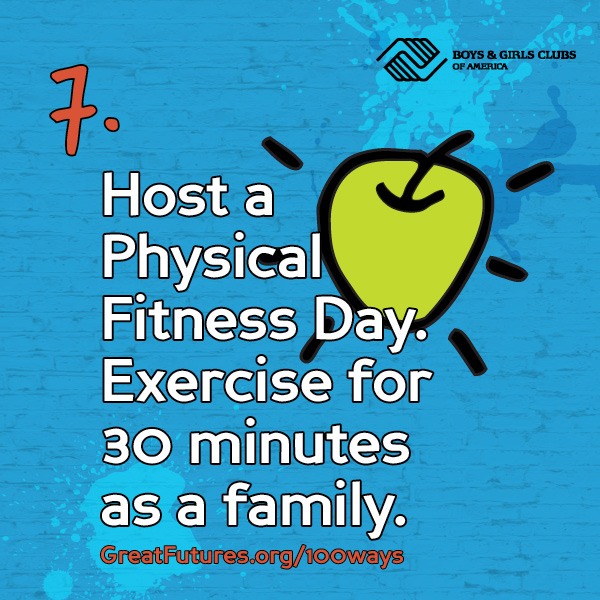 BOYS & GIRLS CLUBS
OF AMERICA
7.
Host a
Physical
Fitness Day.
Exercise for
30 minutes
as a family.
GreatFutures.org/100ways